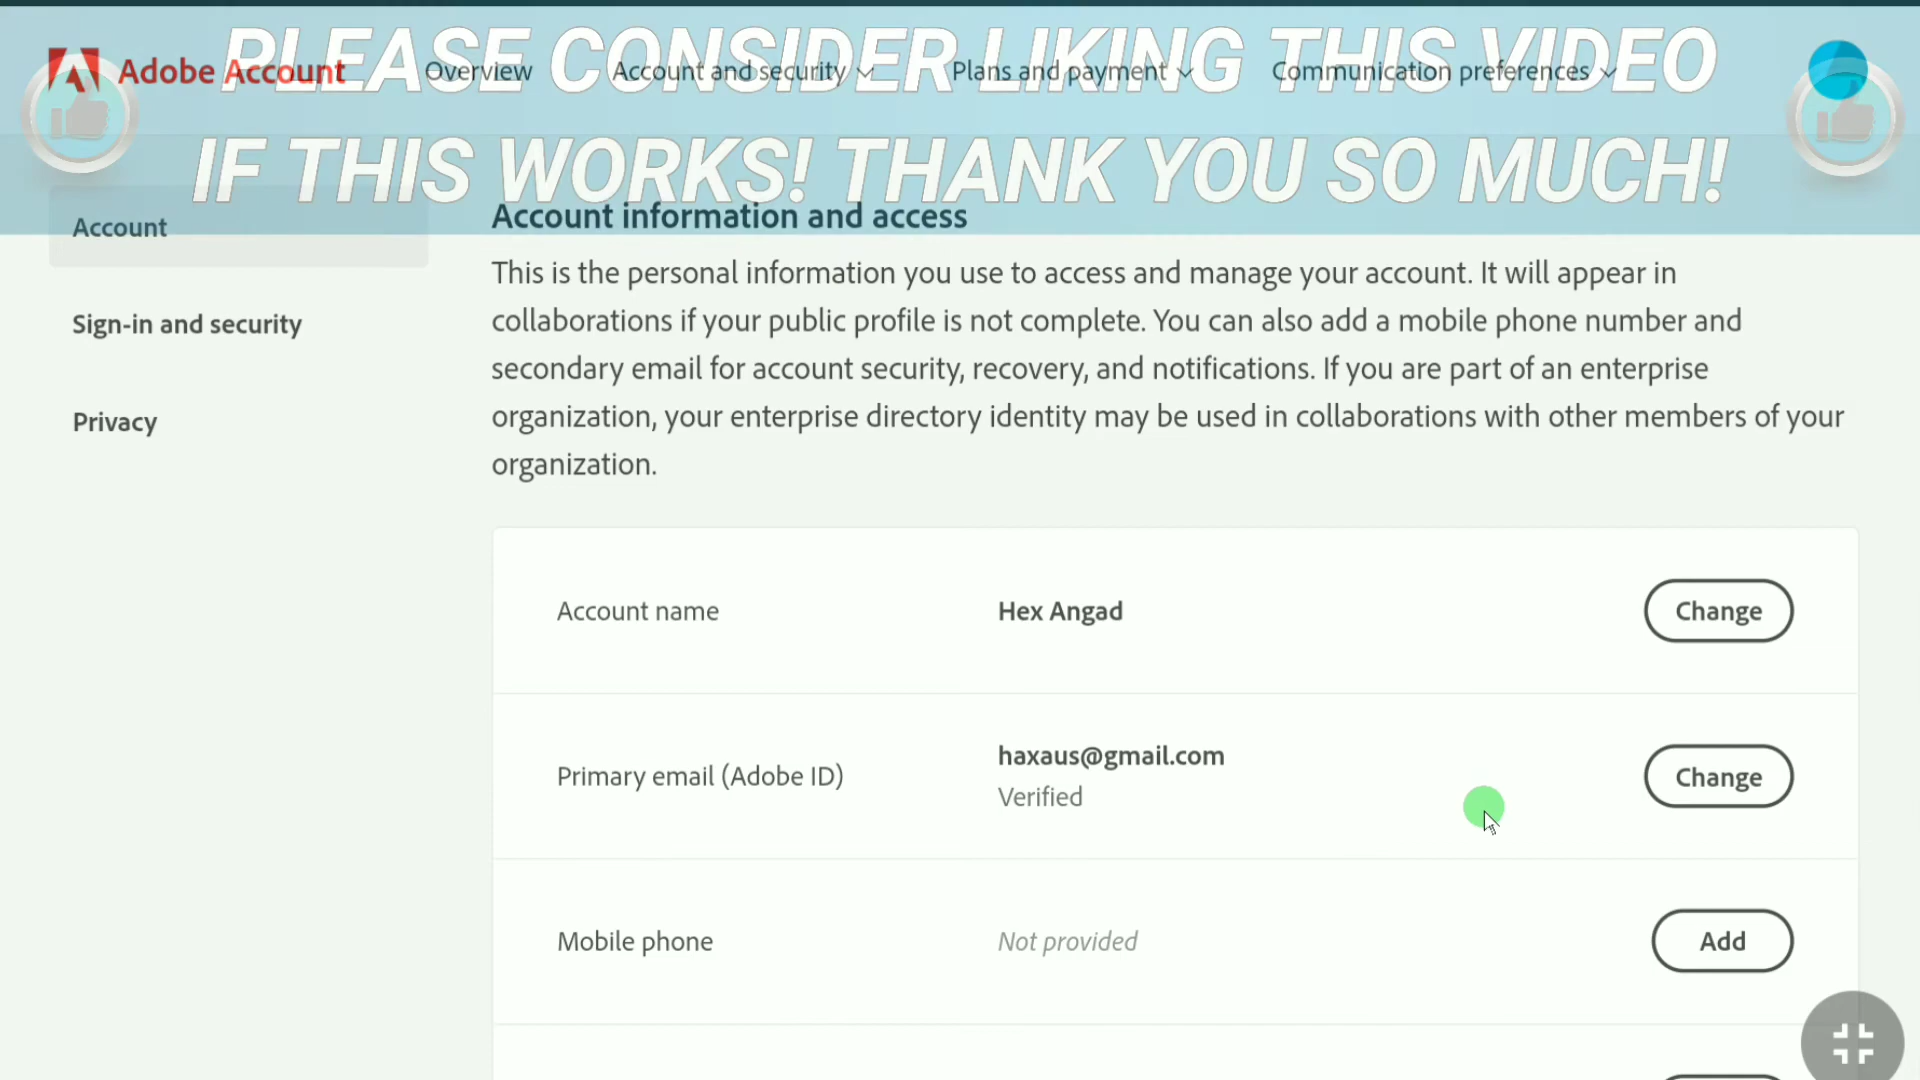 PLEASE CONSIDER LIKING THIS VIDEO
IF THIS WORKS! THANK YOU SO MUCH!
Adobe Account
Overview
Account and security
Plans and payment
Communication preferences
Account
Sign-in and security
Privacy
Account information and access
This is the personal information you use to access and manage your account. It will appear in
collaborations if your public profile is not complete. You can also add a mobile phone number and
secondary email for account security, recovery, and notifications. If you are part of an enterprise
organization, your enterprise directory identity may be used in collaborations with other members of your
organization.
Account name
Hex Angad
Change
Primary email (Adobe ID)
haxaus@gmail.com
Verified
Change
Mobile phone
Not provided
Add